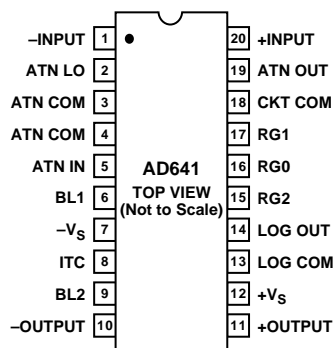 –INPUT 1 20 +INPUT
ATN LO 2 19 ATN OUT
ATN COM 3 18 CKT COM
ATN COM 4 17 RG1
ATN IN 5 16 RG0
BL1 6 15 RG2
–VS 7 14 LOG OUT
ITC 8 13 LOG COM
BL2 9 12 +VS
–OUTPUT 10 11 +OUTPUT
AD641
TOP VIEW
(Not to Scale)